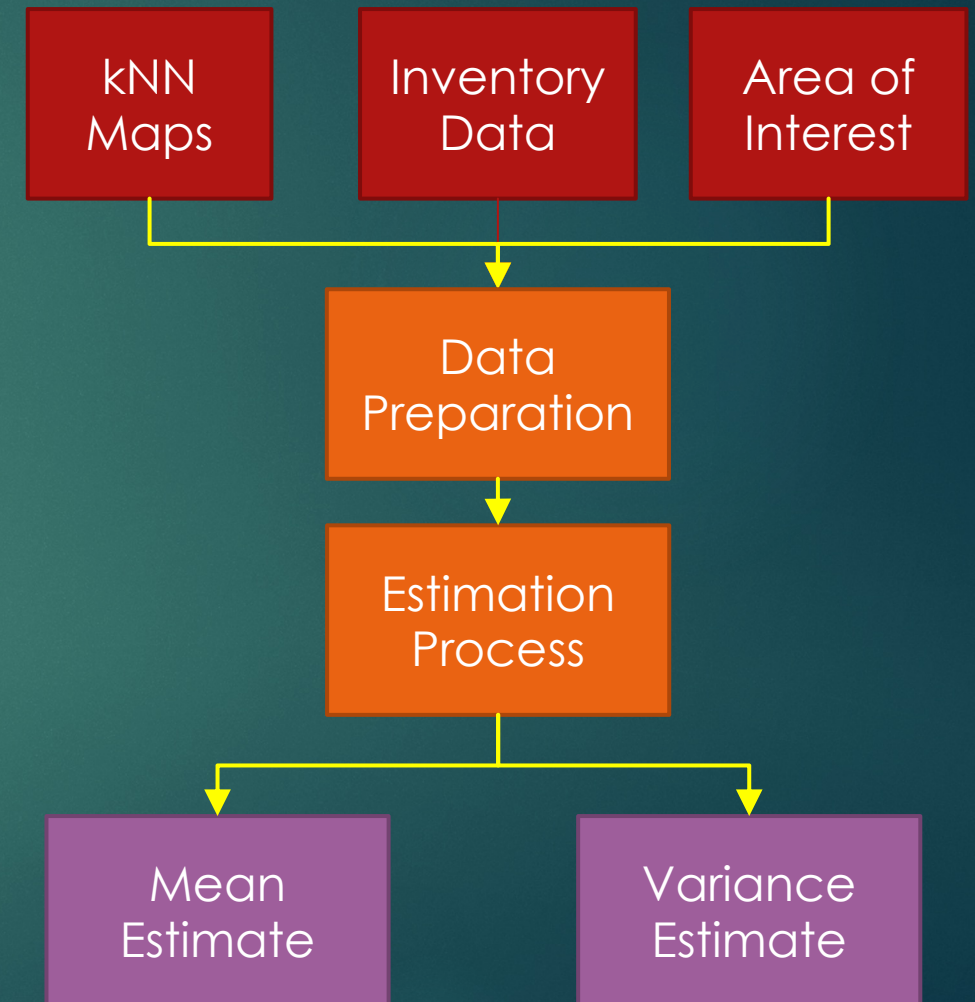 kNN
Maps
Inventory
Data
Area of
Interest
Data
Preparation
Estimation
Process
Mean
Estimate
Variance
Estimate